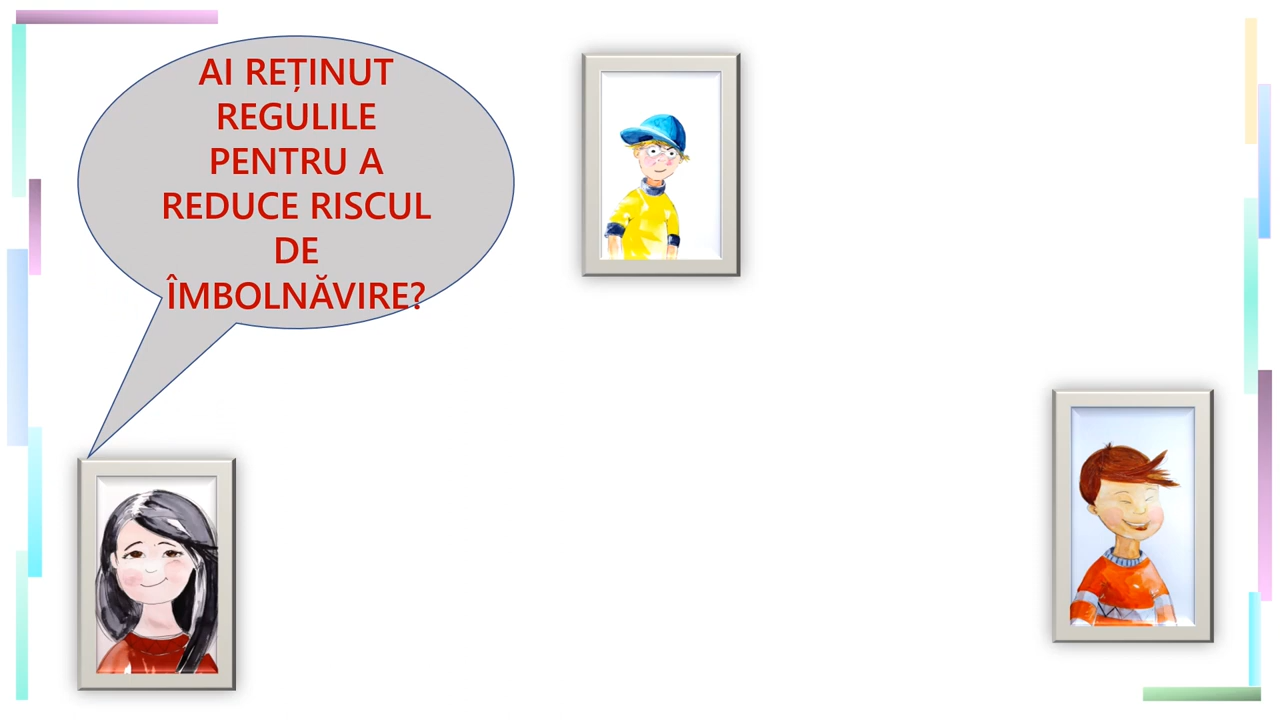 AI REȚINUT
REGULILE
PENTRU A
REDUCE RISCUL
DE
ÎMBOLNĂVIRE?